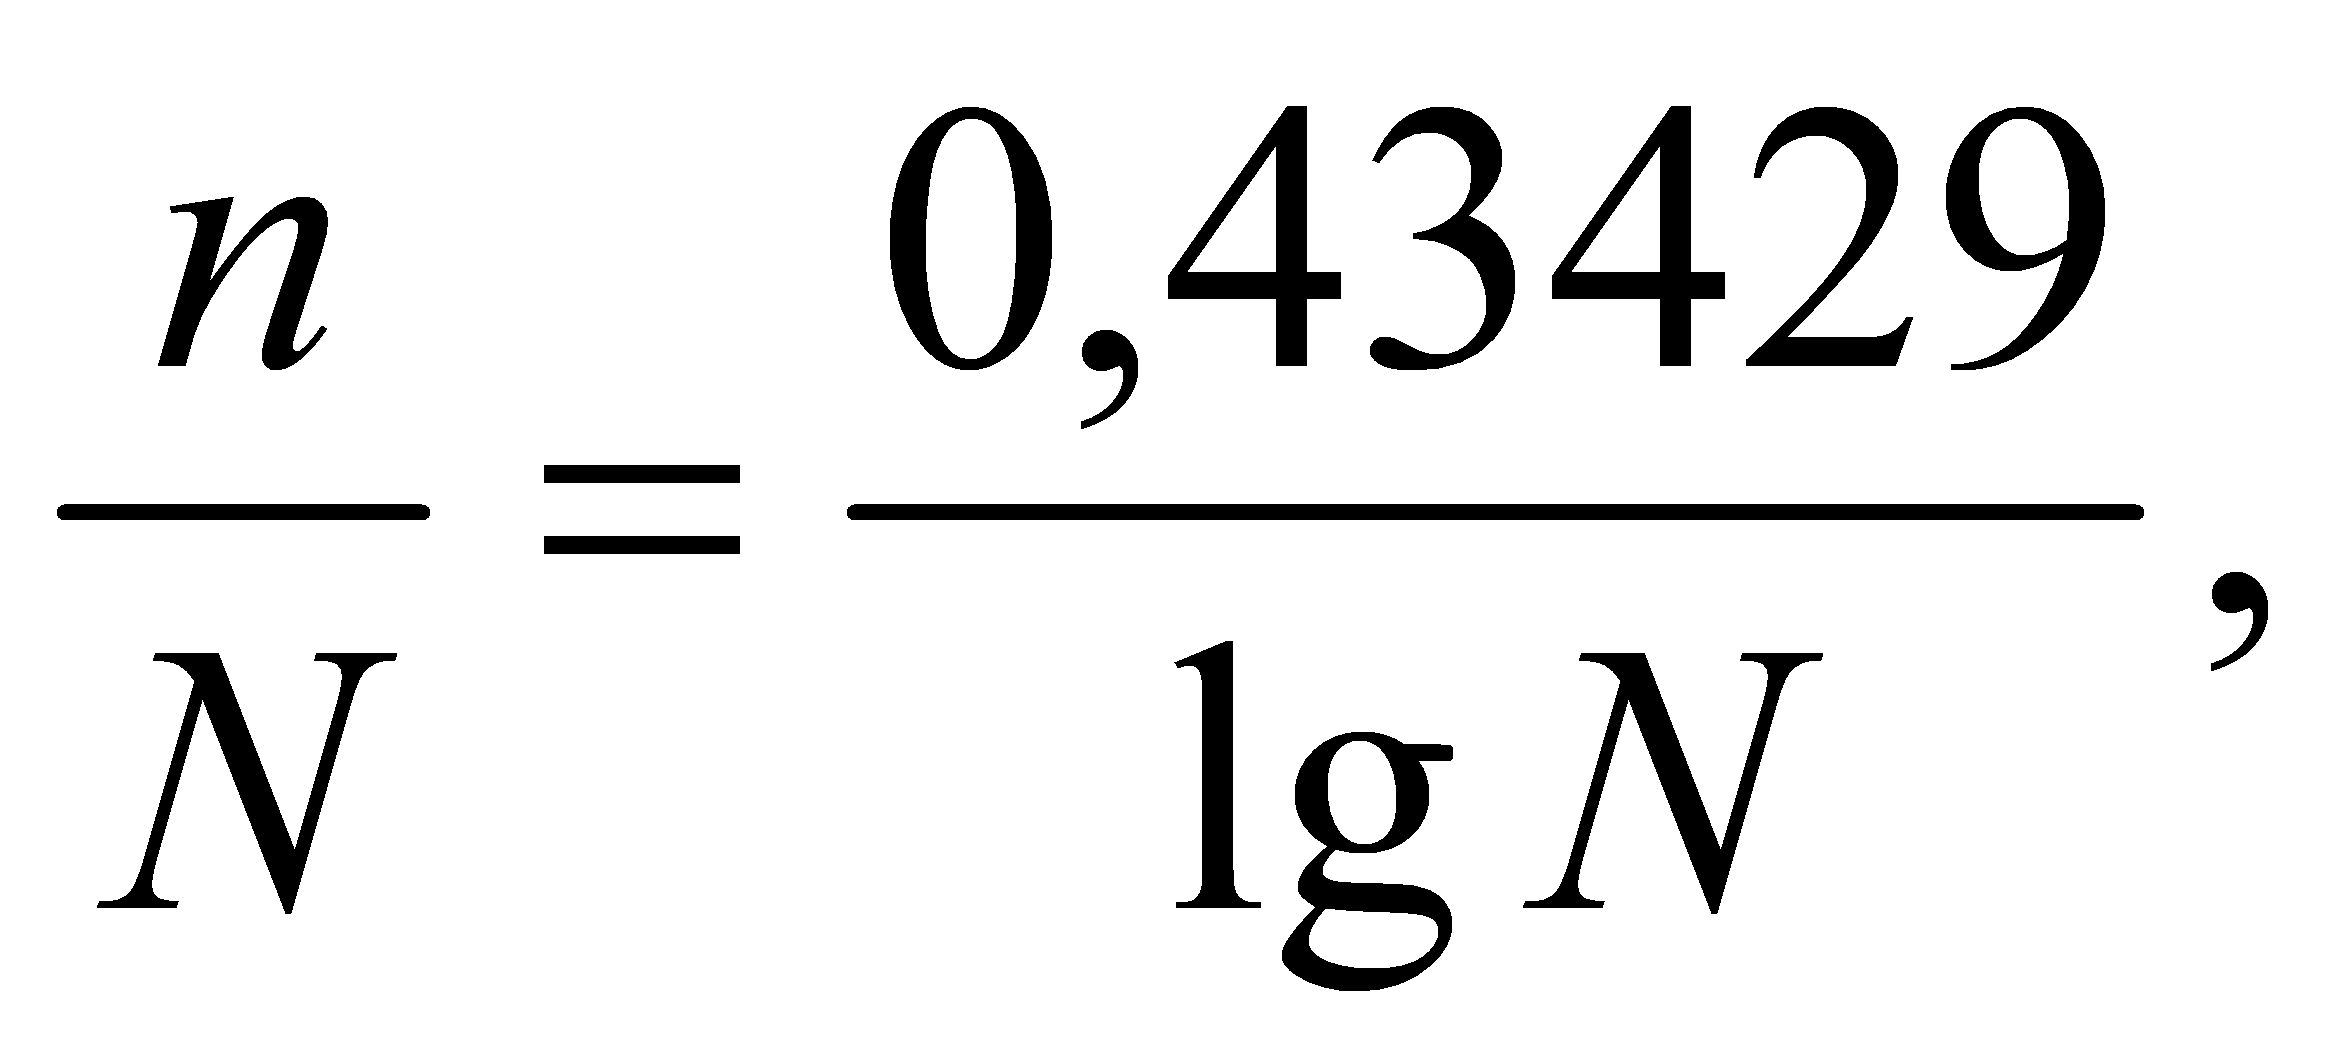 n/N = 0,43429/lg N,